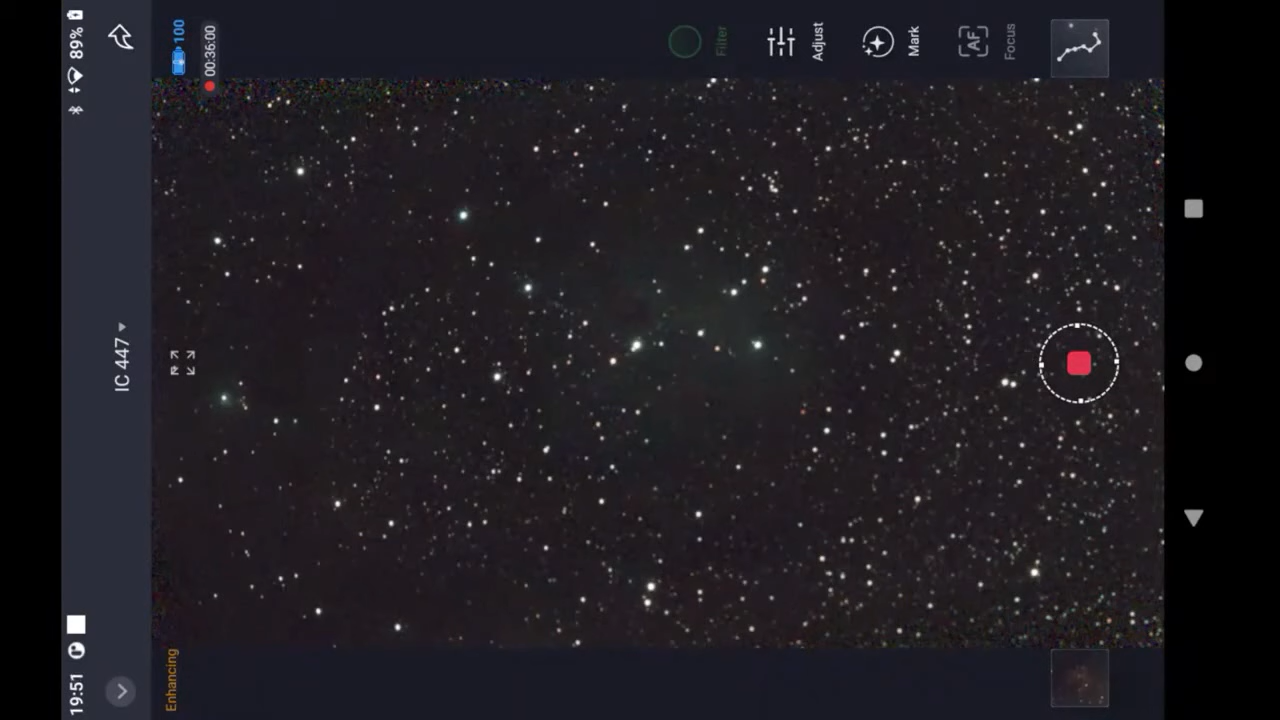 19:51
89%
IC 447
Enhancing
100
00:36:00
Filter
Adjust
Mark
AF
Focus